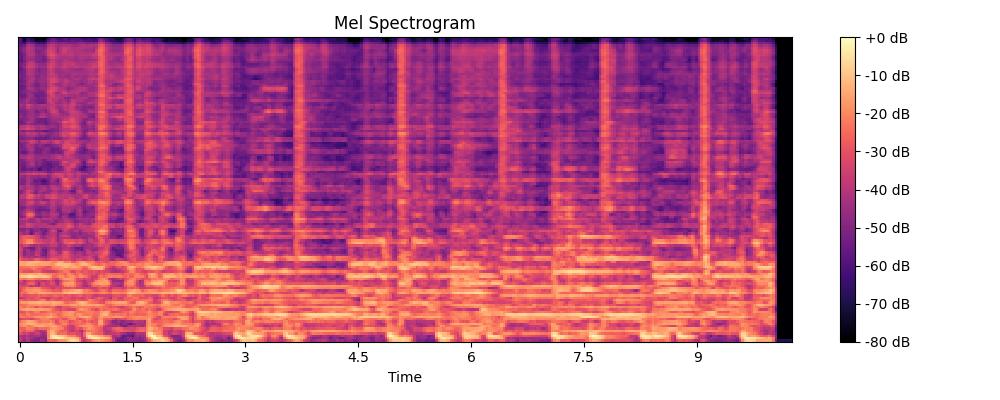 Mel Spectrogram
+0 dB
-10 dB
-20 dB
-30 dB
-40 dB
-50 dB
-60 dB
-70 dB
-80 dB
0 1.5 3 4.5 6 7.5 9
Time